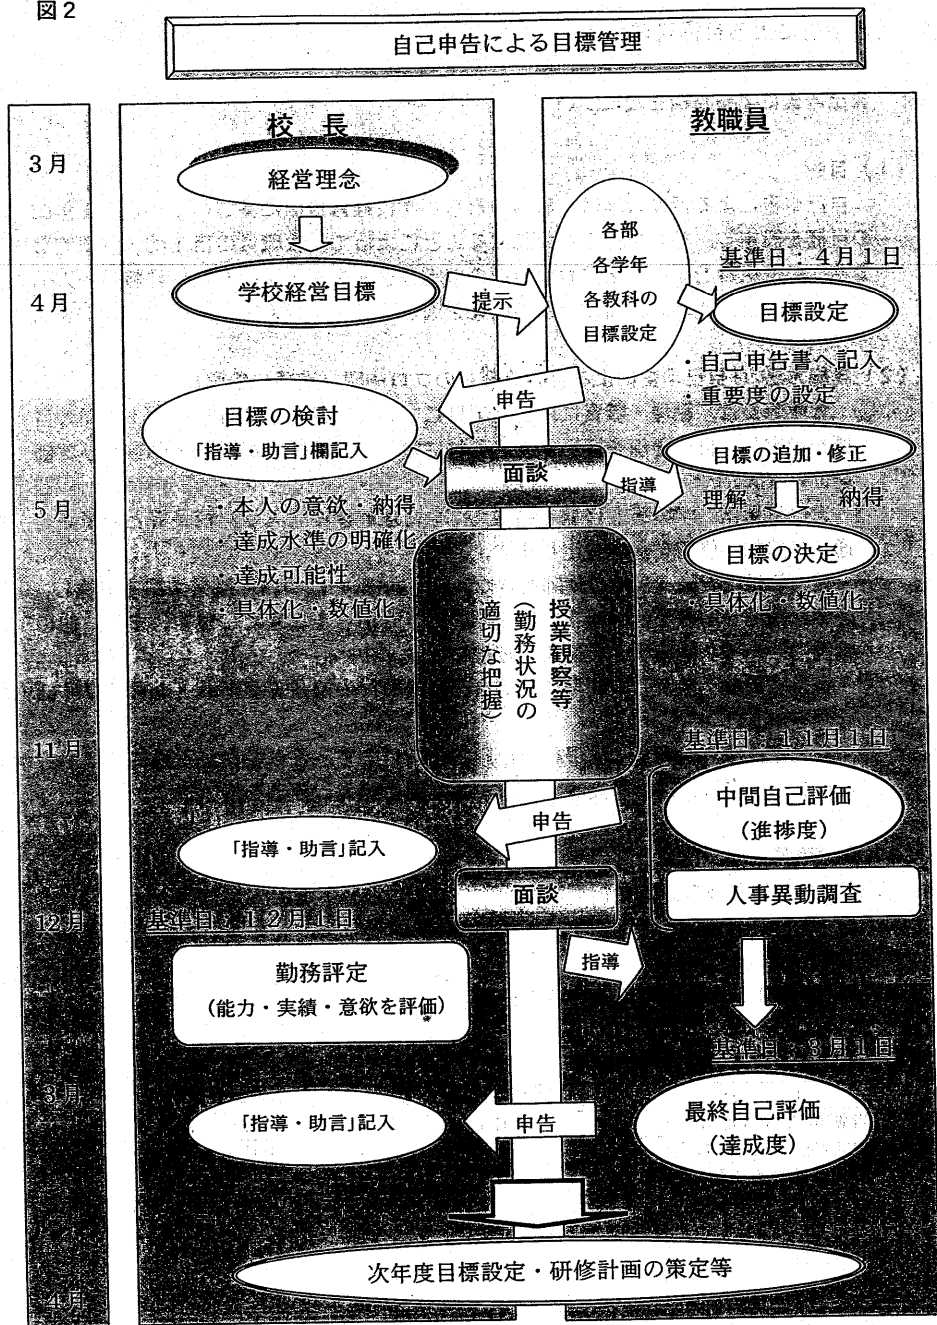 図2
自己申告による目標管理
校 長
教職員
3月
経営理念
各部
各学年
各教科の
目標設定
基準日：4月1日
4月
学校経営目標
提示
目標設定
・自己申告書へ記入
・重要度の設定
申告
目標の検討
「指導・助言」欄記入
面談
指導
目標の追加・修正
5月
・本人の意欲・納得
・達成水準の明確化
・達成可能性
・具体化・数値化
理解
納得
目標の決定
・具体化・数値化
授業観察等
（勤務状況の
適切な把握）
11月
基準日：11月1日
中間自己評価
（進捗度）
申告
「指導・助言」記入
面談
人事異動調査
12月
基準日：12月1日
指導
勤務評定
（能力・実績・意欲を評価）
基準日：3月1日
3月
「指導・助言」記入
申告
最終自己評価
（達成度）
次年度目標設定・研修計画の策定等
4月